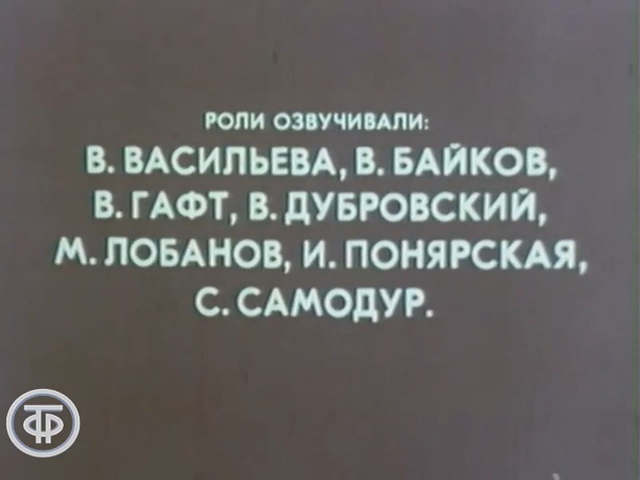 РОЛИ ОЗВУЧИВАЛИ:
В. ВАСИЛЬЕВА, В. БАЙКОВ,
В. ГАФТ, В. ДУБРОВСКИЙ,
М. ЛОБАНОВ, И. ПОНЯРСКАЯ,
С. САМОДУР.